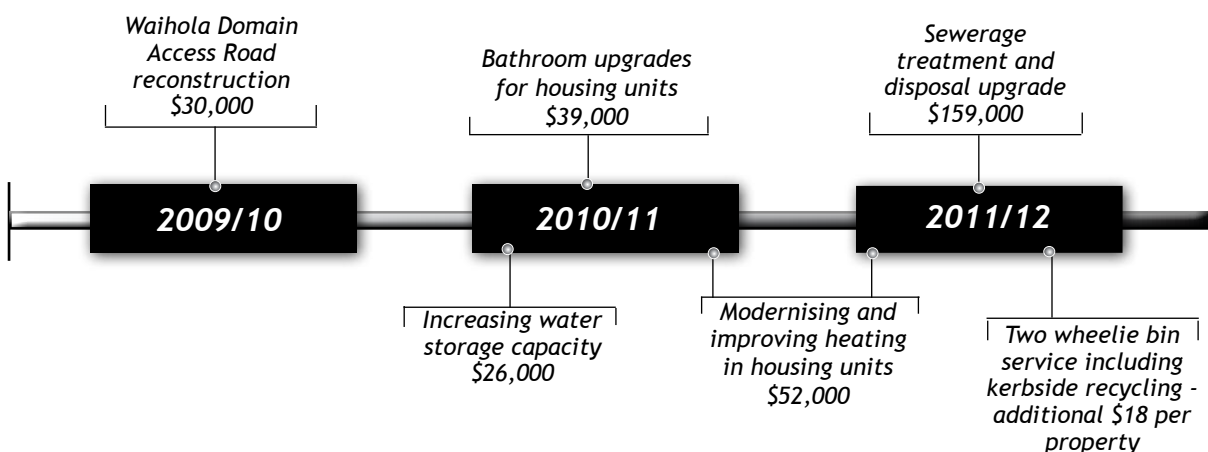 Waihola Domain
Access Road
reconstruction
$30,000
Bathroom upgrades
for housing units
$39,000
Sewerage
treatment and
disposal upgrade
$159,000
2009/10
2010/11
2011/12
Increasing water
storage capacity
$26,000
Modernising and
improving heating
in housing units
$52,000
Two wheelie bin
service including
kerbside recycling -
additional $18 per
property